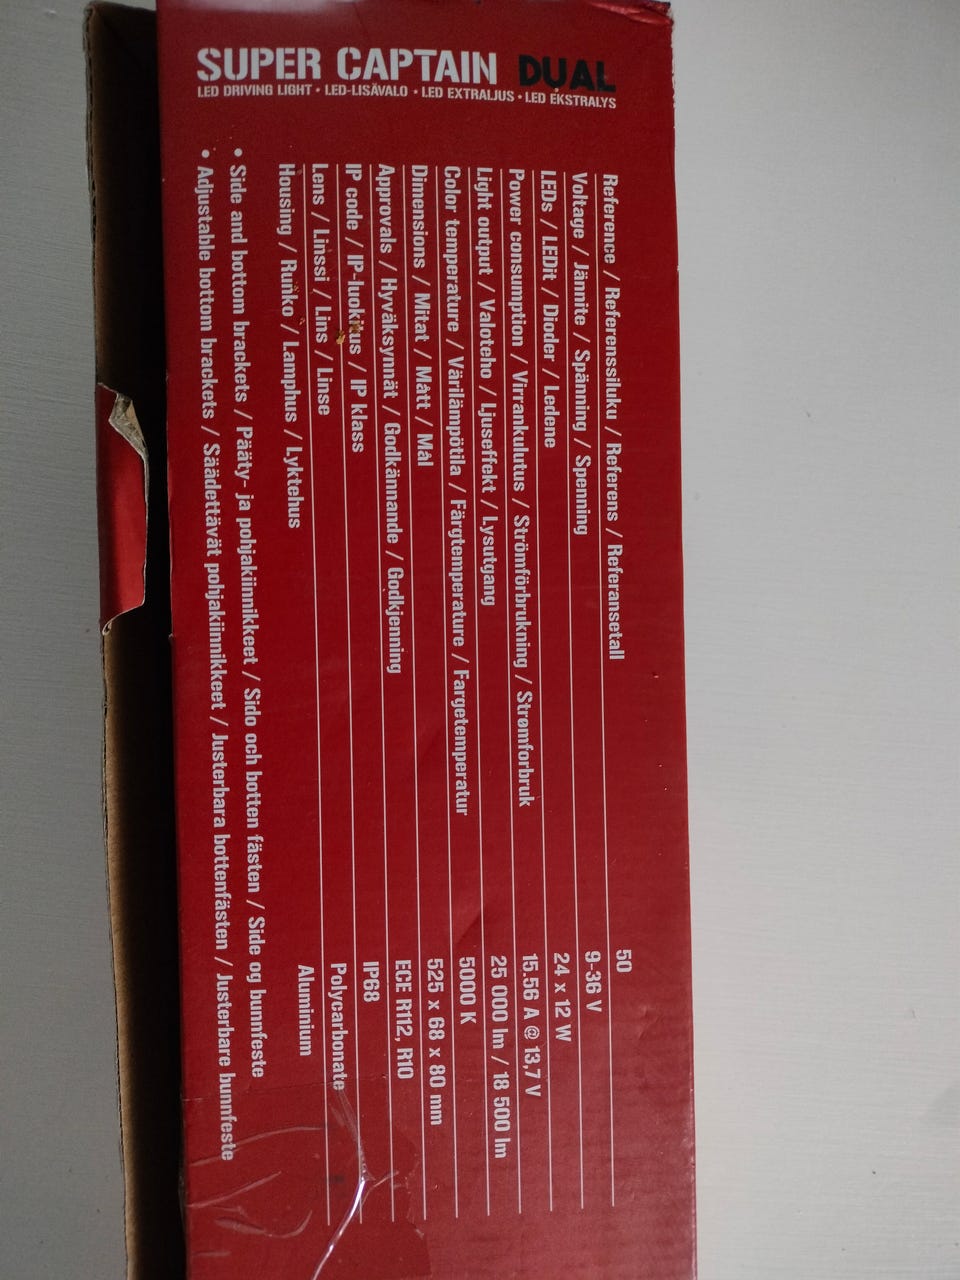 SUPER CAPTAIN DUAL
LED DRIVING LIGHT • LED-LISÄVALO • LED EXTRALJUS • LED EKSTRALYS
Reference / Referenssiluku / Referens / Referansetall 50
Voltage / Jännite / Spänning / Spenning 9-36 V
LEDs / LEDit / Dioder / Ledene 24 x 12 W
Power consumption / Virrankulutus / Strömförbrukning / Strømforbruk 15.56 A @ 13,7 V
Light output / Valoteho / Ljuseffekt / Lysutgang 25 000 lm / 18 500 lm
Color temperature / Värilämpötila / Färgtemperature / Fargetemperatur 5000 K
Dimensions / Mitat / Mått / Mål 525 x 68 x 80 mm
Approvals / Hyväksynnät / Godkännande / Godkjenning ECE R112, R10
IP code / IP-luokitus / IP klass IP68
Lens / Linssi / Lins / Linse Polycarbonate
Housing / Runko / Lamphus / Lyktehus Aluminium
• Side and bottom brackets / Pääty- ja pohjakiinnikkeet / Sido och botten fästen / Side og bunnfeste
• Adjustable bottom brackets / Säädettävät pohjakiinnikkeet / Justerbara bottenfästen / Justerbare bunnfeste